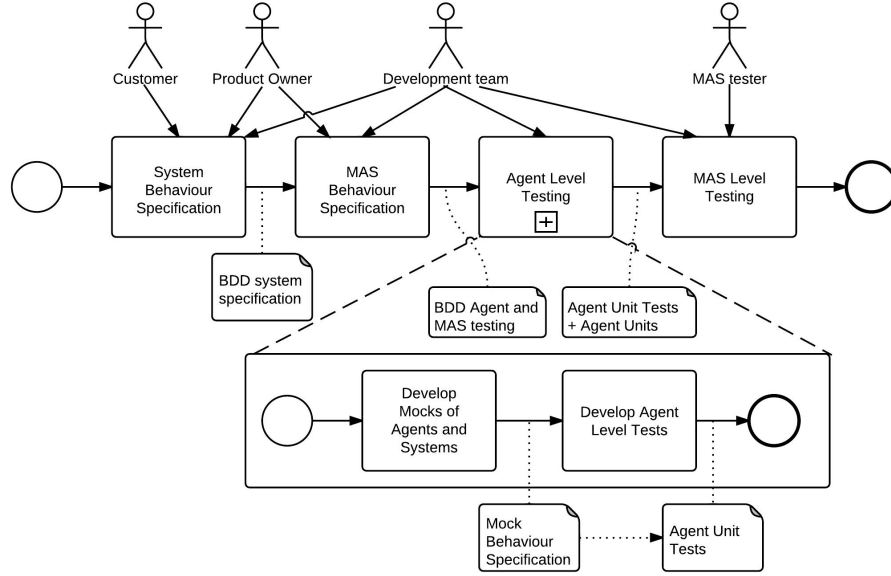 Customer
Product Owner
Development team
MAS tester
System
Behaviour
Specification
MAS
Behaviour
Specification
Agent Level
Testing
MAS Level
Testing
BDD system
specification
BDD Agent and
MAS testing
Agent Unit Tests
+ Agent Units
Develop
Mocks of
Agents and
Systems
Develop Agent
Level Tests
Mock
Behaviour
Specification
Agent Unit
Tests